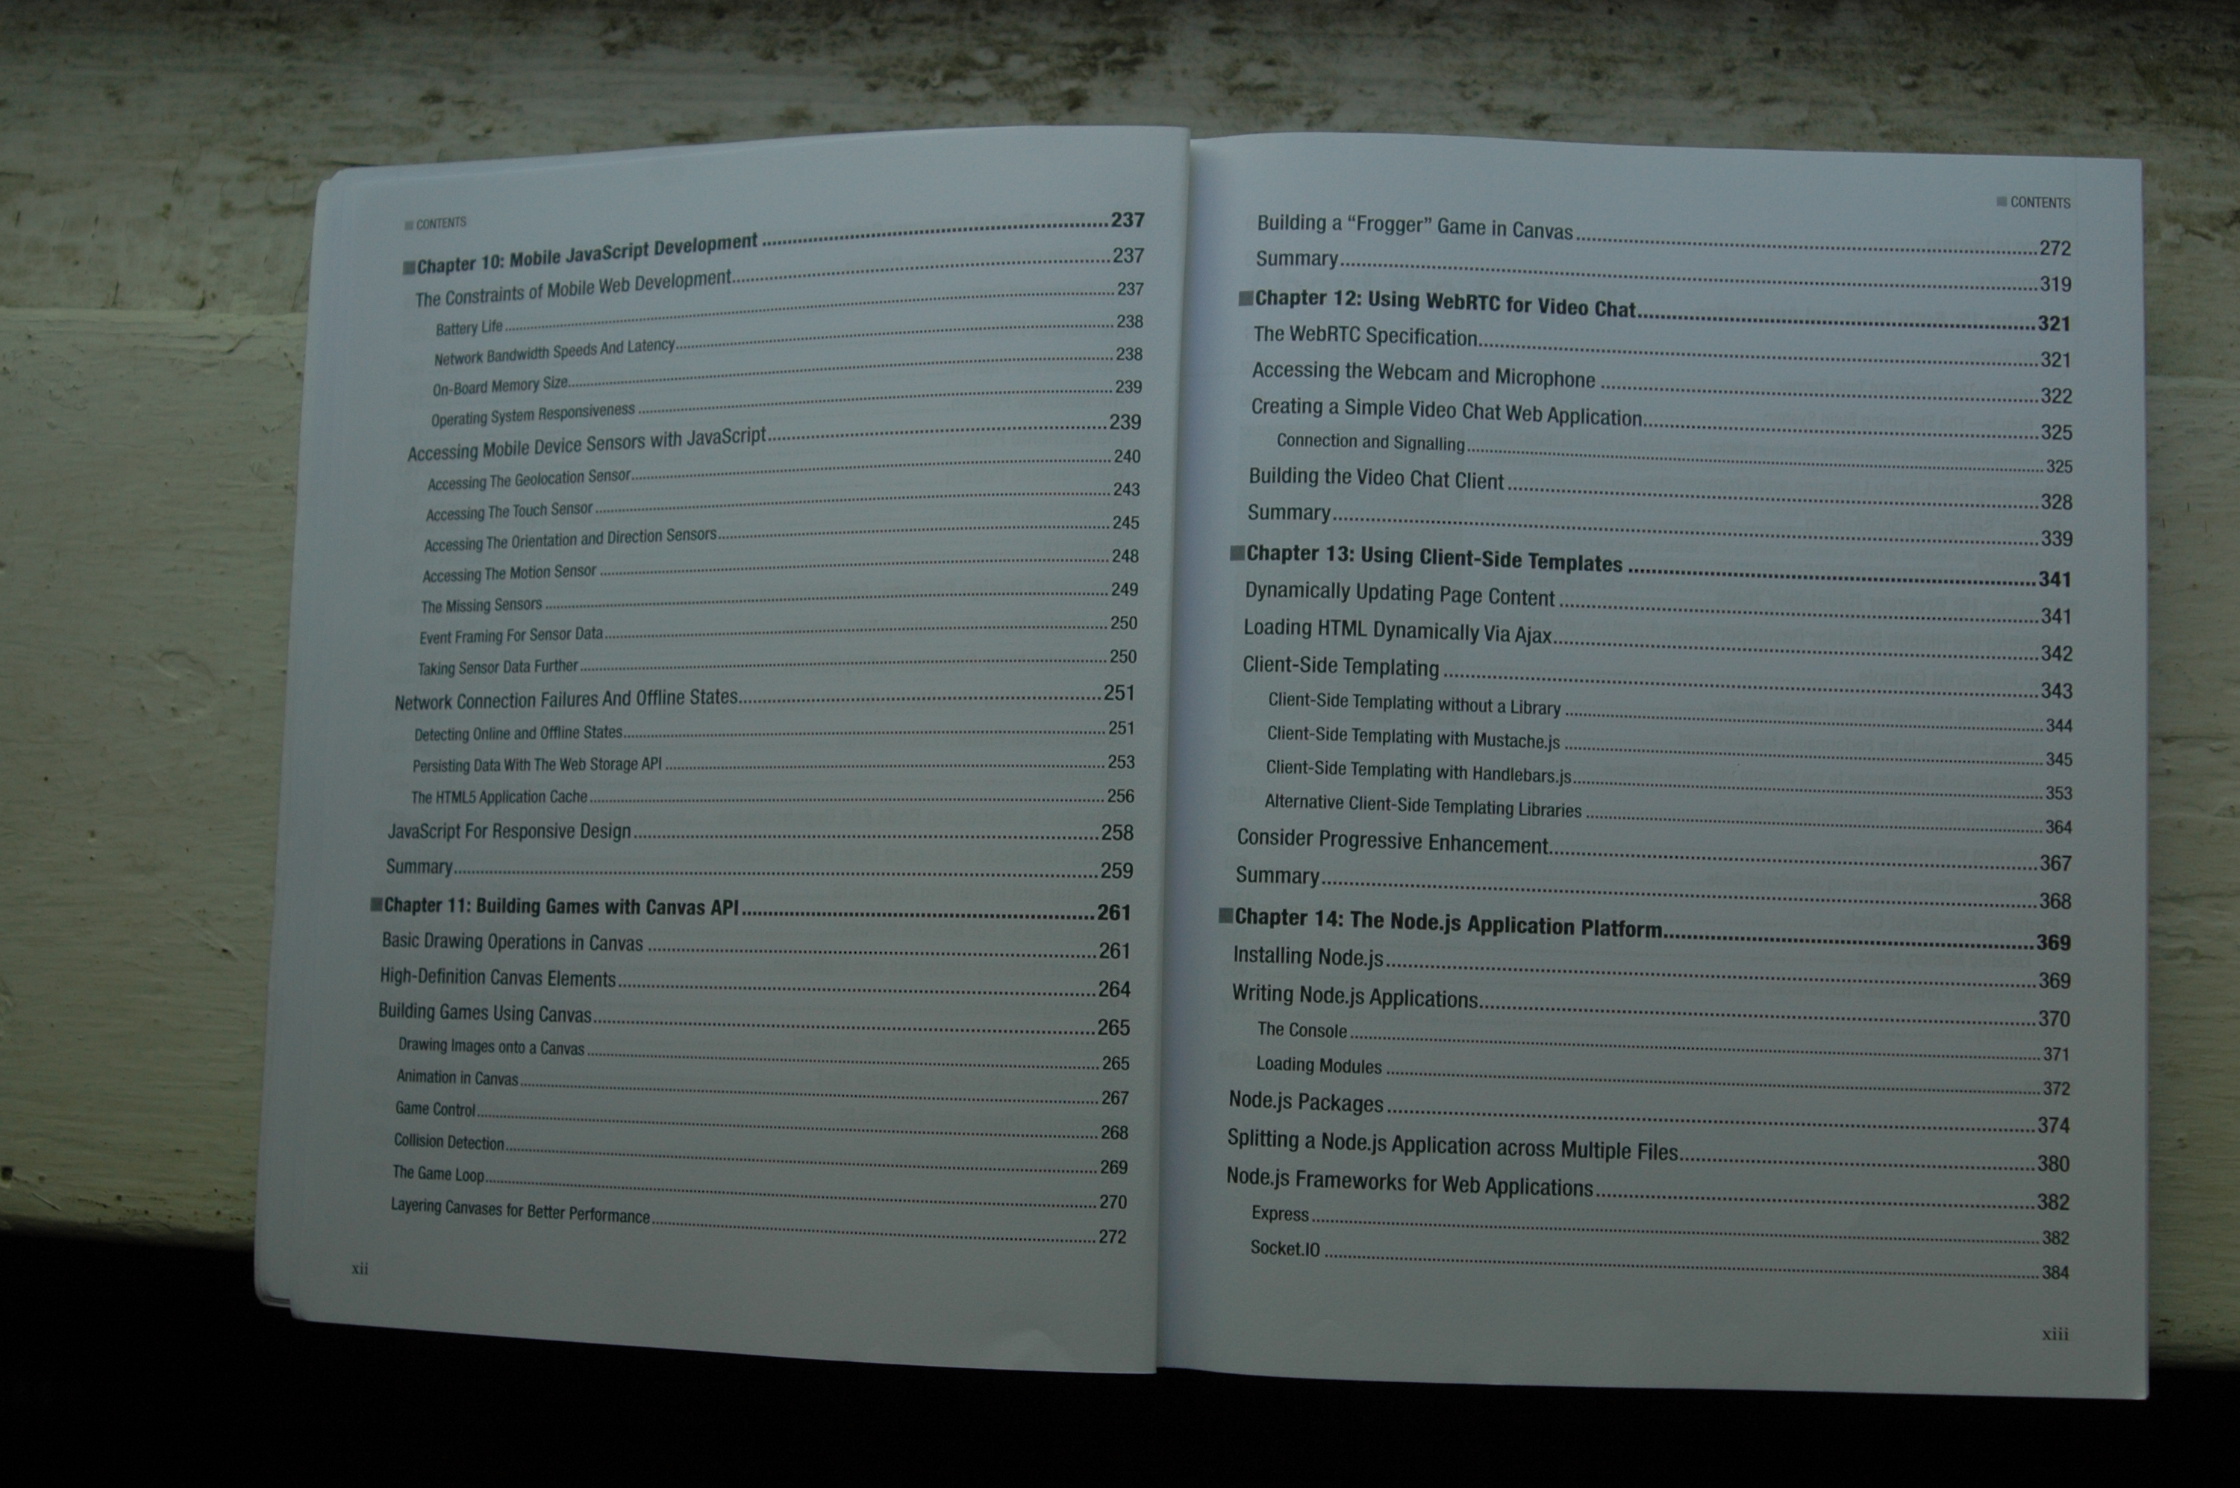 CONTENTS
Chapter 10: Mobile JavaScript Development ....................237
The Constraints of Mobile Web Development....................237
Battery Life ....................237
Network Bandwidth Speeds And Latency....................238
On-Board Memory Size....................238
Operating System Responsiveness ....................239
Accessing Mobile Device Sensors with JavaScript....................239
Accessing The Geolocation Sensor....................240
Accessing The Touch Sensor ....................243
Accessing The Orientation and Direction Sensors....................245
Accessing The Motion Sensor ....................248
The Missing Sensors ....................249
Event Framing For Sensor Data....................250
Taking Sensor Data Further ....................250
Network Connection Failures And Offline States....................251
Detecting Online and Offline States....................251
Persisting Data With The Web Storage API ....................253
The HTML5 Application Cache ....................256
JavaScript For Responsive Design ....................258
Summary....................259
Chapter 11: Building Games with Canvas API ....................261
Basic Drawing Operations in Canvas ....................261
High-Definition Canvas Elements....................264
Building Games Using Canvas....................265
Drawing Images onto a Canvas ....................265
Animation in Canvas....................267
Game Control....................268
Collision Detection....................269
The Game Loop....................270
Layering Canvases for Better Performance....................272
xii
CONTENTS
Building a “Frogger” Game in Canvas ....................272
Summary....................319
Chapter 12: Using WebRTC for Video Chat....................321
The WebRTC Specification....................321
Accessing the Webcam and Microphone ....................322
Creating a Simple Video Chat Web Application....................325
Connection and Signalling....................325
Building the Video Chat Client ....................328
Summary....................339
Chapter 13: Using Client-Side Templates ....................341
Dynamically Updating Page Content ....................341
Loading HTML Dynamically Via Ajax....................342
Client-Side Templating ....................343
Client-Side Templating without a Library ....................344
Client-Side Templating with Mustache.js ....................345
Client-Side Templating with Handlebars.js....................353
Alternative Client-Side Templating Libraries ....................364
Consider Progressive Enhancement....................367
Summary....................368
Chapter 14: The Node.js Application Platform....................369
Installing Node.js....................369
Writing Node.js Applications....................370
The Console ....................371
Loading Modules ....................372
Node.js Packages ....................374
Splitting a Node.js Application across Multiple Files....................380
Node.js Frameworks for Web Applications ....................382
Express ....................382
Socket.IO ....................384
xiii